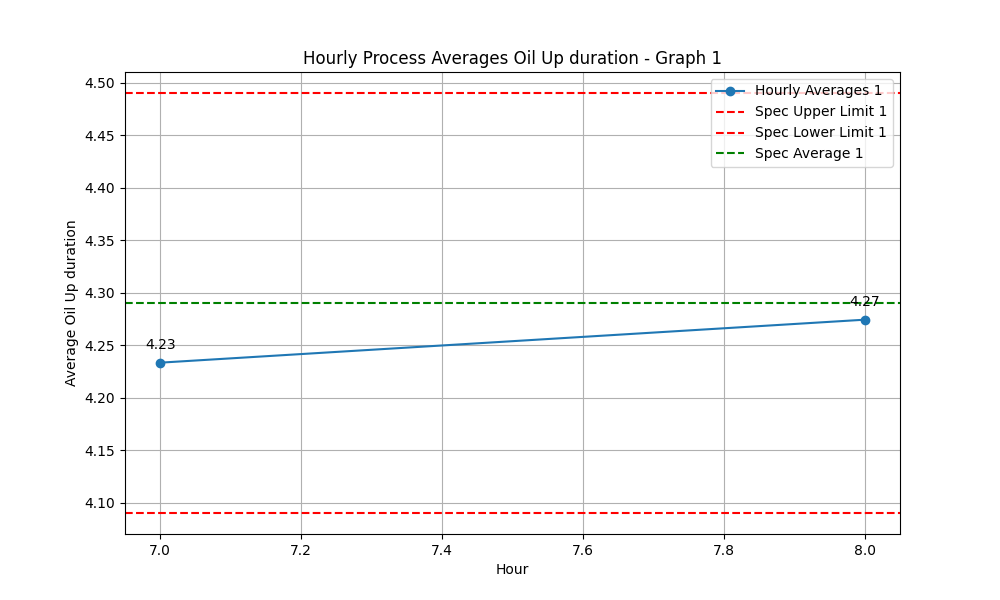 Hourly Process Averages Oil Up duration - Graph 1
Hourly Averages 1
Spec Upper Limit 1
Spec Lower Limit 1
Spec Average 1
Average Oil Up duration
4.50
4.45
4.40
4.35
4.30
4.25
4.20
4.15
4.10
4.23
4.27
7.0 7.2 7.4 7.6 7.8 8.0
Hour